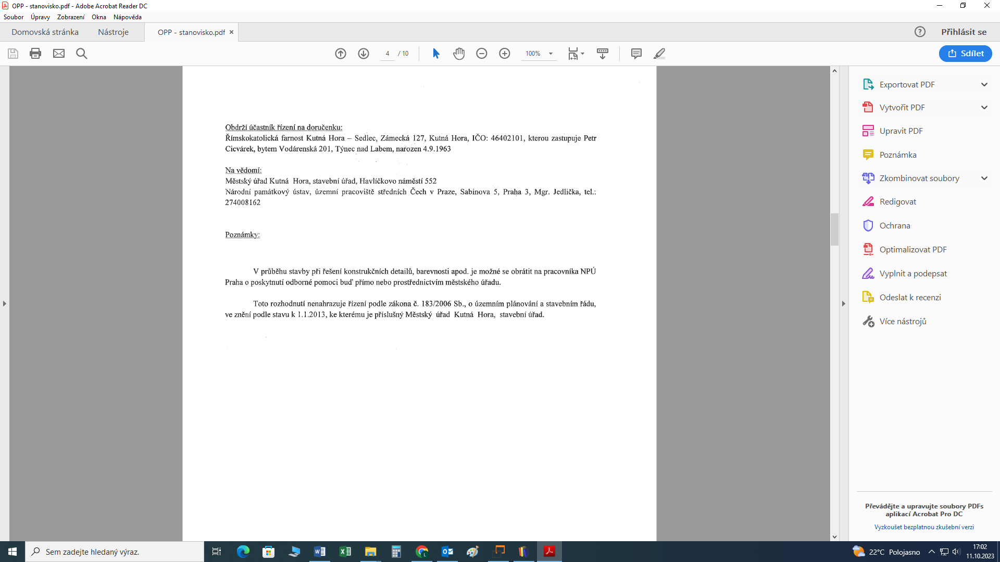 OPP - stanovisko.pdf - Adobe Acrobat Reader DC
Soubor Úpravy Zobrazení Okna Nápověda
Domovská stránka Nástroje OPP - stanovisko.pdf × Přihlásit se
4 / 10 100% Sdílet
Obdrží účastník řízení na doručenku:
Římskokatolická farnost Kutná Hora – Sedlec, Zámecká 127, Kutná Hora, IČO: 46402101, kterou zastupuje Petr
Cicvárek, bytem Vodárenská 201, Týnec nad Labem, narozen 4.9.1963
Na vědomí:
Městský úřad Kutná Hora, stavební úřad, Havlíčkovo náměstí 552
Národní památkový ústav, územní pracoviště středních Čech v Praze, Sabinova 5, Praha 3, Mgr. Jedlička, tel.:
274008162
Poznámky:
V průběhu stavby při řešení konstrukčních detailů, barevnosti apod. je možné se obrátit na pracovníka NPÚ
Praha o poskytnutí odborné pomoci buď přímo nebo prostřednictvím městského úřadu.
Toto rozhodnutí nenahrazuje řízení podle zákona č. 183/2006 Sb., o územním plánování a stavebním řádu,
ve znění podle stavu k 1.1.2013, ke kterému je příslušný Městský úřad Kutná Hora, stavební úřad.
Exportovat PDF
Vytvořit PDF
Upravit PDF
Poznámka
Zkombinovat soubory
Redigovat
Ochrana
Optimalizovat PDF
Vyplnit a podepsat
Odeslat k recenzi
Více nástrojů
Převádějte a upravujte soubory PDFs
aplikací Acrobat Pro DC
Vyzkoušet bezplatnou zkušební verzi
Sem zadejte hledaný výraz.
22°C Polojasno
17:02
11.10.2023